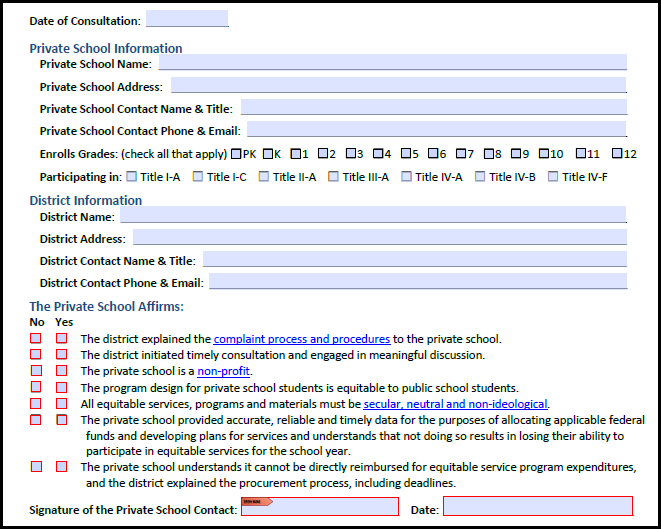 Date of Consultation:
Private School Information
Private School Name:
Private School Address:
Private School Contact Name & Title:
Private School Contact Phone & Email:
Enrolls Grades: (check all that apply) PK K 1 2 3 4 5 6 7 8 9 10 11 12
Participating in: Title I-A Title I-C Title II-A Title III-A Title IV-A Title IV-B Title IV-F
District Information
District Name:
District Address:
District Contact Name & Title:
District Contact Phone & Email:
The Private School Affirms:
No Yes
The district explained the complaint process and procedures to the private school.
The district initiated timely consultation and engaged in meaningful discussion.
The private school is a non-profit.
The program design for private school students is equitable to public school students.
All equitable services, programs and materials must be secular, neutral and non-ideological.
The private school provided accurate, reliable and timely data for the purposes of allocating applicable federal
funds and developing plans for services and understands that not doing so results in losing their ability to
participate in equitable services for the school year.
The private school understands it cannot be directly reimbursed for equitable service program expenditures,
and the district explained the procurement process, including deadlines.
Signature of the Private School Contact: Date: